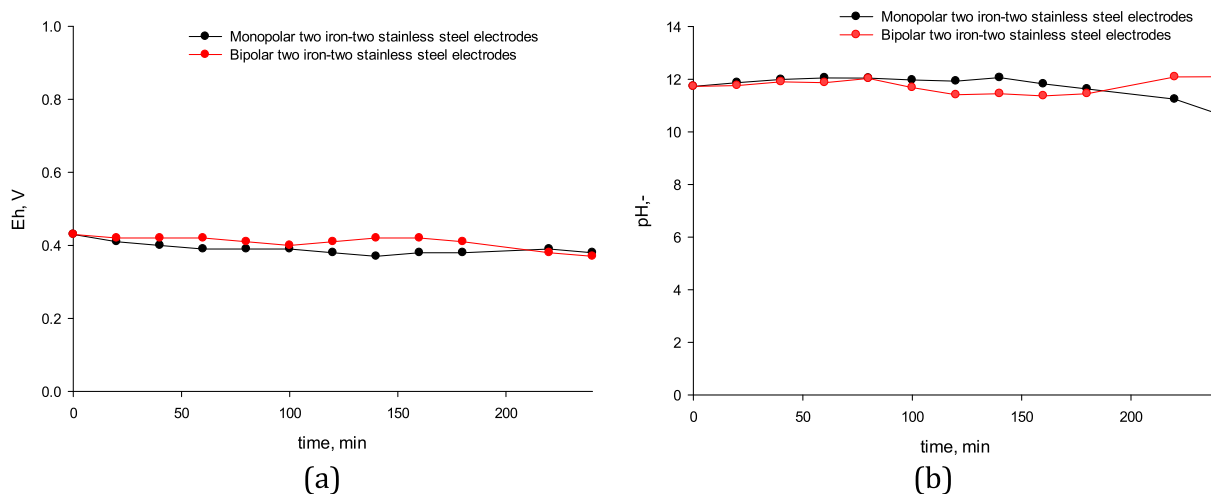 1.0
0.8
0.6
0.4
0.2
0.0
Eh, V
Monopolar two iron-two stainless steel electrodes
Bipolar two iron-two stainless steel electrodes
0
50
100
150
200
time, min
(a)
14
12
10
8
6
4
2
0
pH,-
Monopolar two iron-two stainless steel electrodes
Bipolar two iron-two stainless steel electrodes
0
50
100
150
200
time, min
(b)